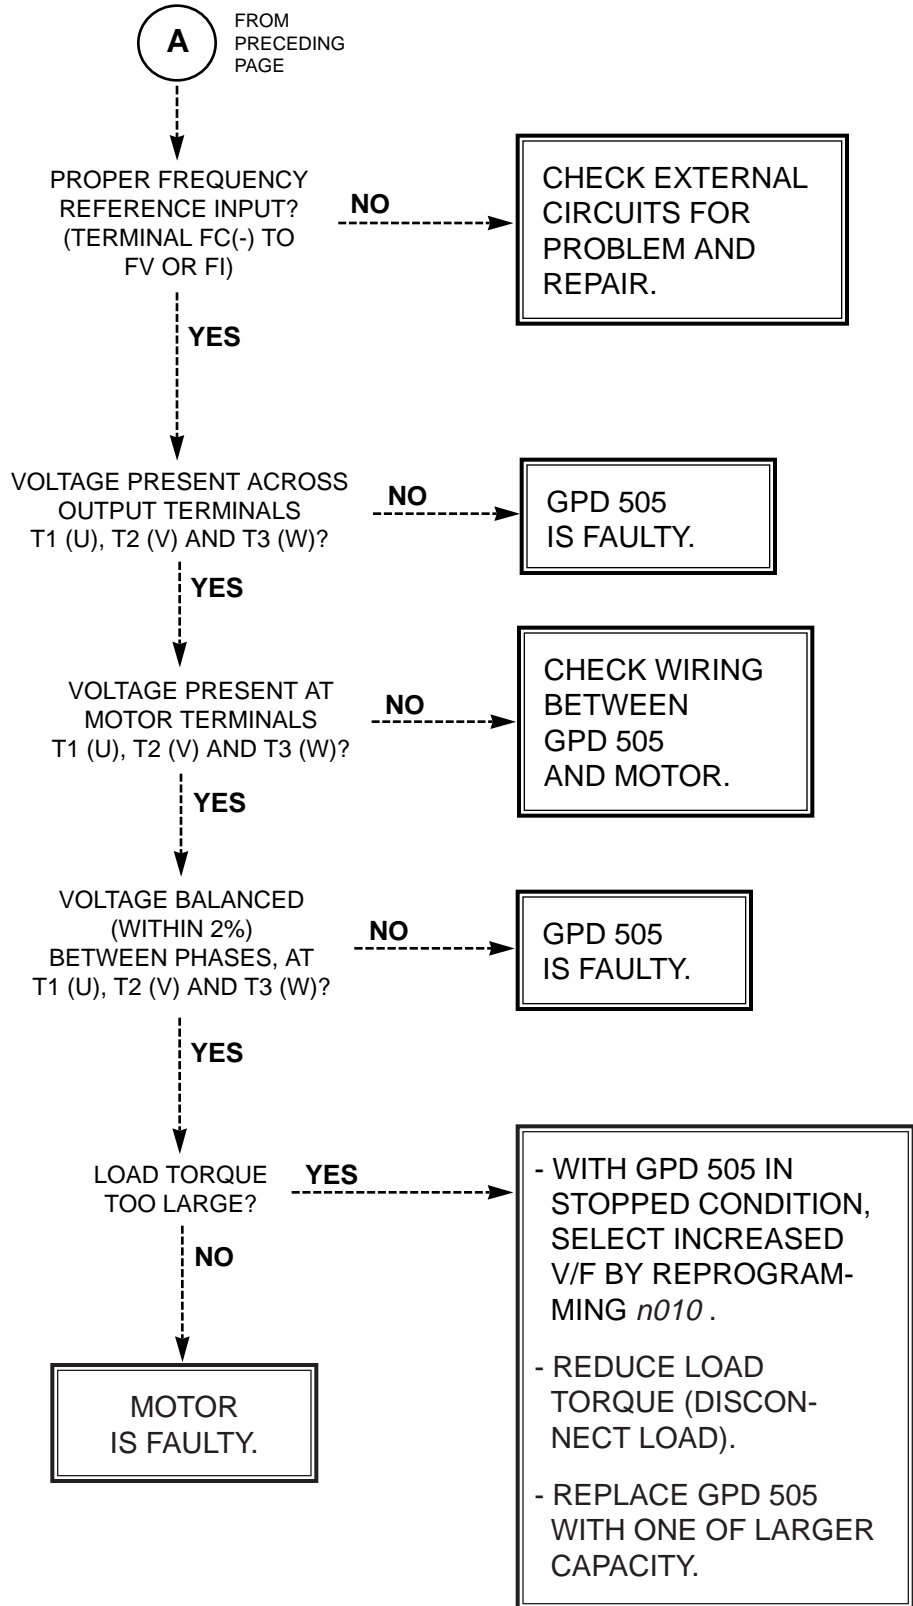 A
FROM
PRECEDING
PAGE
PROPER FREQUENCY
REFERENCE INPUT?
(TERMINAL FC(-) TO
FV OR FI)
NO
CHECK EXTERNAL
CIRCUITS FOR
PROBLEM AND
REPAIR.
YES
VOLTAGE PRESENT ACROSS
OUTPUT TERMINALS
T1 (U), T2 (V) AND T3 (W)?
NO
GPD 505
IS FAULTY.
YES
VOLTAGE PRESENT AT
MOTOR TERMINALS
T1 (U), T2 (V) AND T3 (W)?
NO
CHECK WIRING
BETWEEN
GPD 505
AND MOTOR.
YES
VOLTAGE BALANCED
(WITHIN 2%)
BETWEEN PHASES, AT
T1 (U), T2 (V) AND T3 (W)?
NO
GPD 505
IS FAULTY.
YES
LOAD TORQUE
TOO LARGE?
YES
- WITH GPD 505 IN
STOPPED CONDITION,
SELECT INCREASED
V/F BY REPROGRAM-
MING n010 .
- REDUCE LOAD
TORQUE (DISCON-
NECT LOAD).
- REPLACE GPD 505
WITH ONE OF LARGER
CAPACITY.
NO
MOTOR
IS FAULTY.